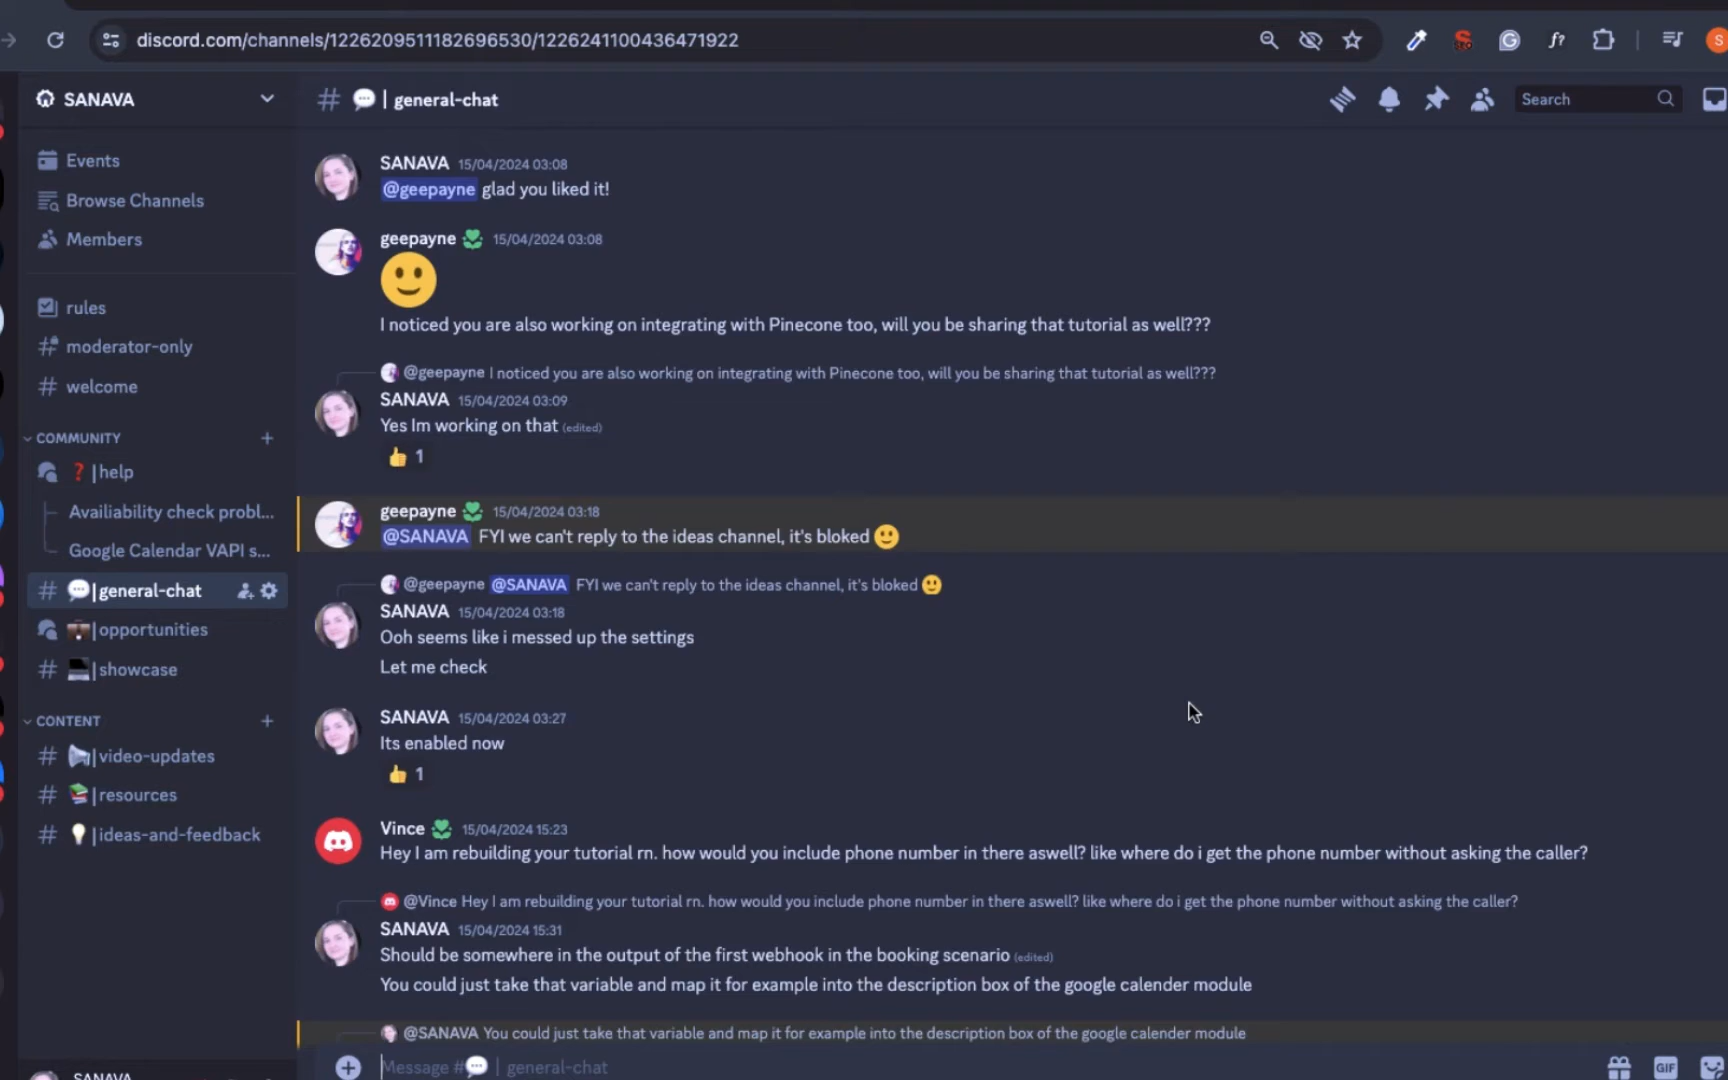 discord.com/channels/1226209511182696530/1226241100436471922
f?
S
SANAVA
Events
Browse Channels
Members
rules
moderator-only
welcome
COMMUNITY
❓|help
Availiability check probl...
Google Calendar VAPI s...
💬|general-chat
💼|opportunities
💻|showcase
CONTENT
📢|video-updates
📚|resources
💡|ideas-and-feedback
SANAVA
💬 | general-chat
Search
SANAVA 15/04/2024 03:08
@geepayne glad you liked it!
geepayne 15/04/2024 03:08
🙂
I noticed you are also working on integrating with Pinecone too, will you be sharing that tutorial as well???
@geepayne I noticed you are also working on integrating with Pinecone too, will you be sharing that tutorial as well???
SANAVA 15/04/2024 03:09
Yes Im working on that (edited)
👍 1
geepayne 15/04/2024 03:18
@SANAVA FYI we can't reply to the ideas channel, it's bloked 🙂
@geepayne @SANAVA FYI we can't reply to the ideas channel, it's bloked 🙂
SANAVA 15/04/2024 03:18
Ooh seems like i messed up the settings
Let me check
SANAVA 15/04/2024 03:27
Its enabled now
👍 1
Vince 15/04/2024 15:23
Hey I am rebuilding your tutorial rn. how would you include phone number in there aswell? like where do i get the phone number without asking the caller?
@Vince Hey I am rebuilding your tutorial rn. how would you include phone number in there aswell? like where do i get the phone number without asking the caller?
SANAVA 15/04/2024 15:31
Should be somewhere in the output of the first webhook in the booking scenario (edited)
You could just take that variable and map it for example into the description box of the google calender module
@SANAVA You could just take that variable and map it for example into the description box of the google calender module
Message #💬 | general-chat
GIF